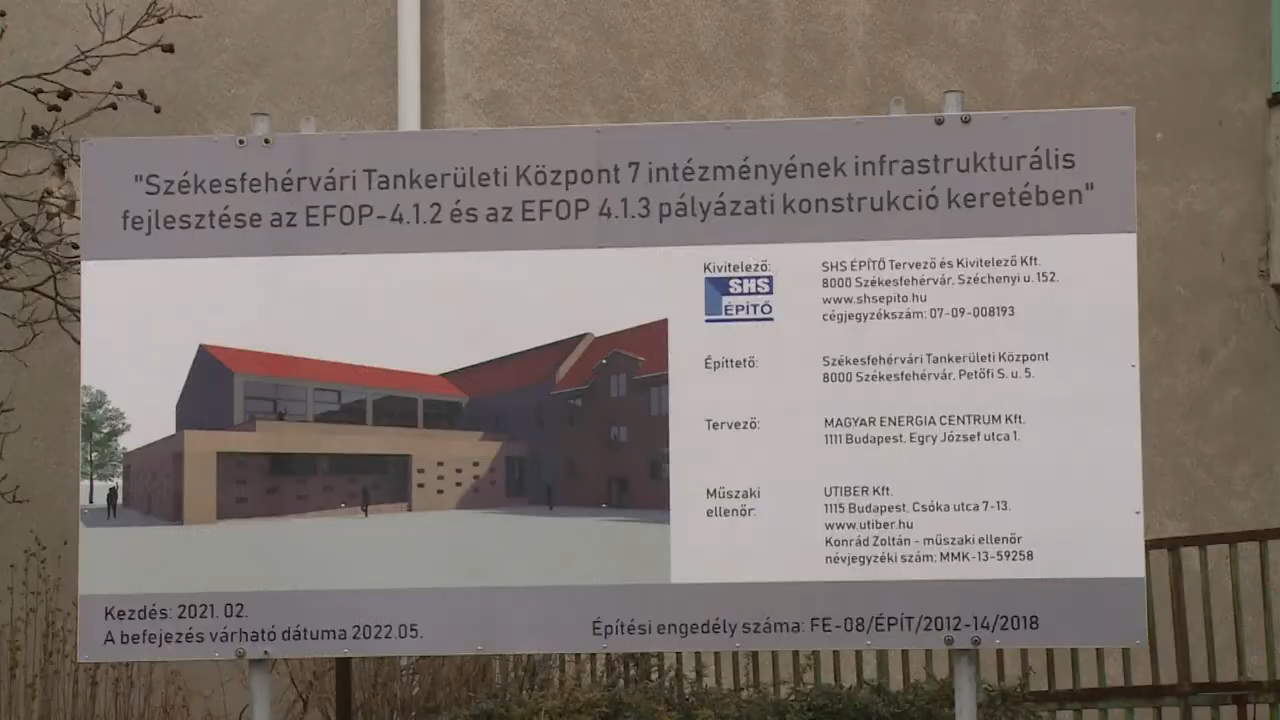 "Székesfehérvári Tankerületi Központ 7 intézményének infrastrukturális
fejlesztése az EFOP-4.1.2 és az EFOP 4.1.3 pályázati konstrukció keretében"
Kivitelező:
SHS
ÉPÍTŐ
SHS ÉPÍTŐ Tervező és Kivitelező Kft.
8000 Székesfehérvár, Széchenyi u. 152.
www.shsepito.hu
cégjegyzékszám: 07-09-008193
Építtető:
Székesfehérvári Tankerületi Központ
8000 Székesfehérvár, Petőfi S. u. 5.
Tervező:
MAGYAR ENERGIA CENTRUM Kft.
1111 Budapest, Egry József utca 1.
Műszaki
ellenőr:
UTIBER Kft.
1115 Budapest, Csóka utca 7-13.
www.utiber.hu
Konrád Zoltán - műszaki ellenőr
névjegyzéki szám: MMK-13-59258
Kezdés: 2021. 02.
A befejezés várható dátuma 2022.05.
Építési engedély száma: FE-08/ÉPÍT/2012-14/2018